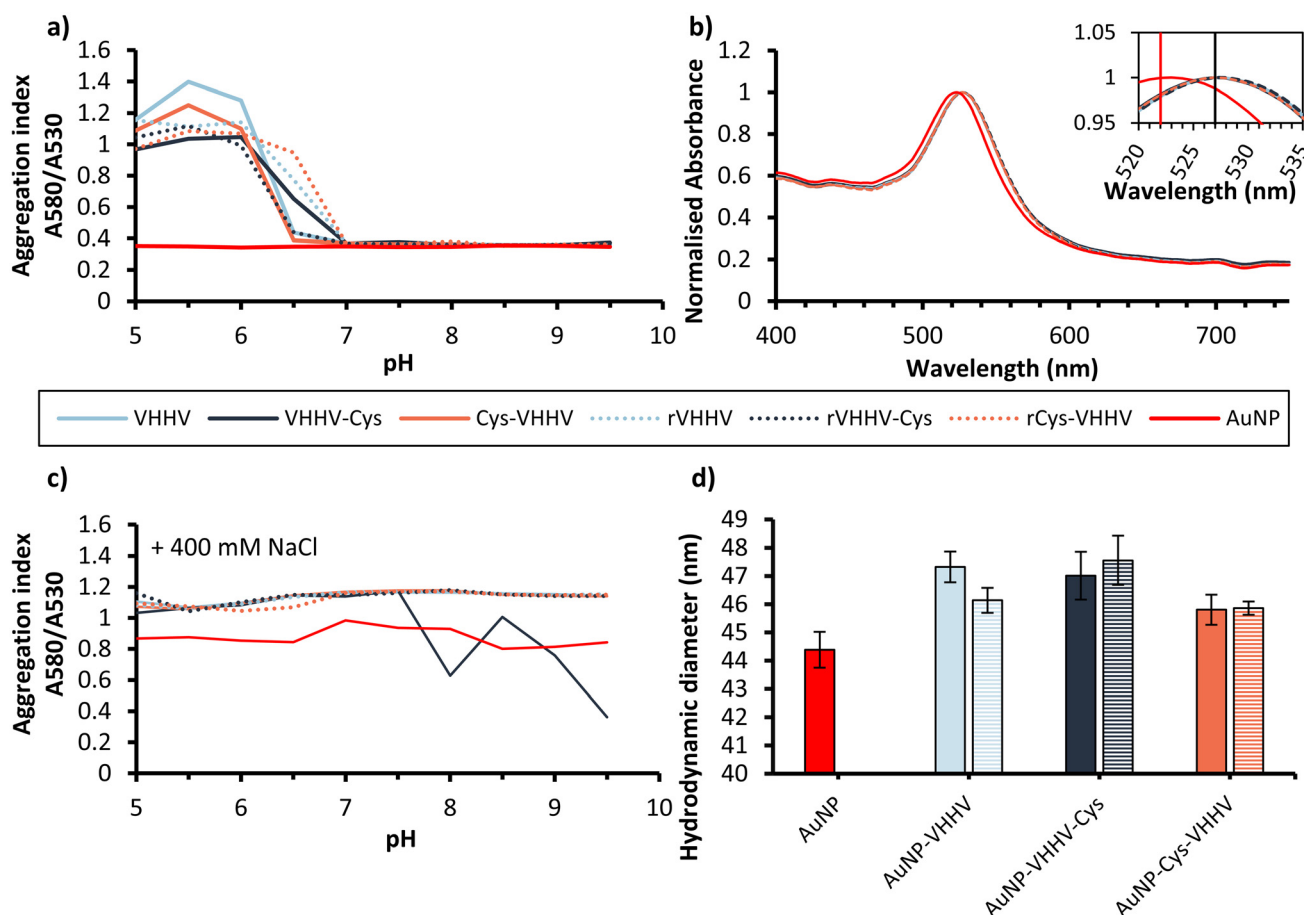 a)
Aggregation index
A580/A530
1.6
1.4
1.2
1
0.8
0.6
0.4
0.2
0
5 6 7 8 9 10
pH
b)
Normalised Absorbance
1.2
1
0.8
0.6
0.4
0.2
0
400 500 600 700
Wavelength (nm)
1.05
1
0.95
520 525 530 535
Wavelength (nm)
VHHV VHHV-Cys Cys-VHHV rVHHV rVHHV-Cys rCys-VHHV AuNP
c)
Aggregation index
A580/A530
1.6
1.4
1.2
1
0.8
0.6
0.4
0.2
0
+ 400 mM NaCl
5 6 7 8 9 10
pH
d)
Hydrodynamic diameter (nm)
49
48
47
46
45
44
43
42
41
40
AuNP
AuNP-VHHV
AuNP-VHHV-Cys
AuNP-Cys-VHHV